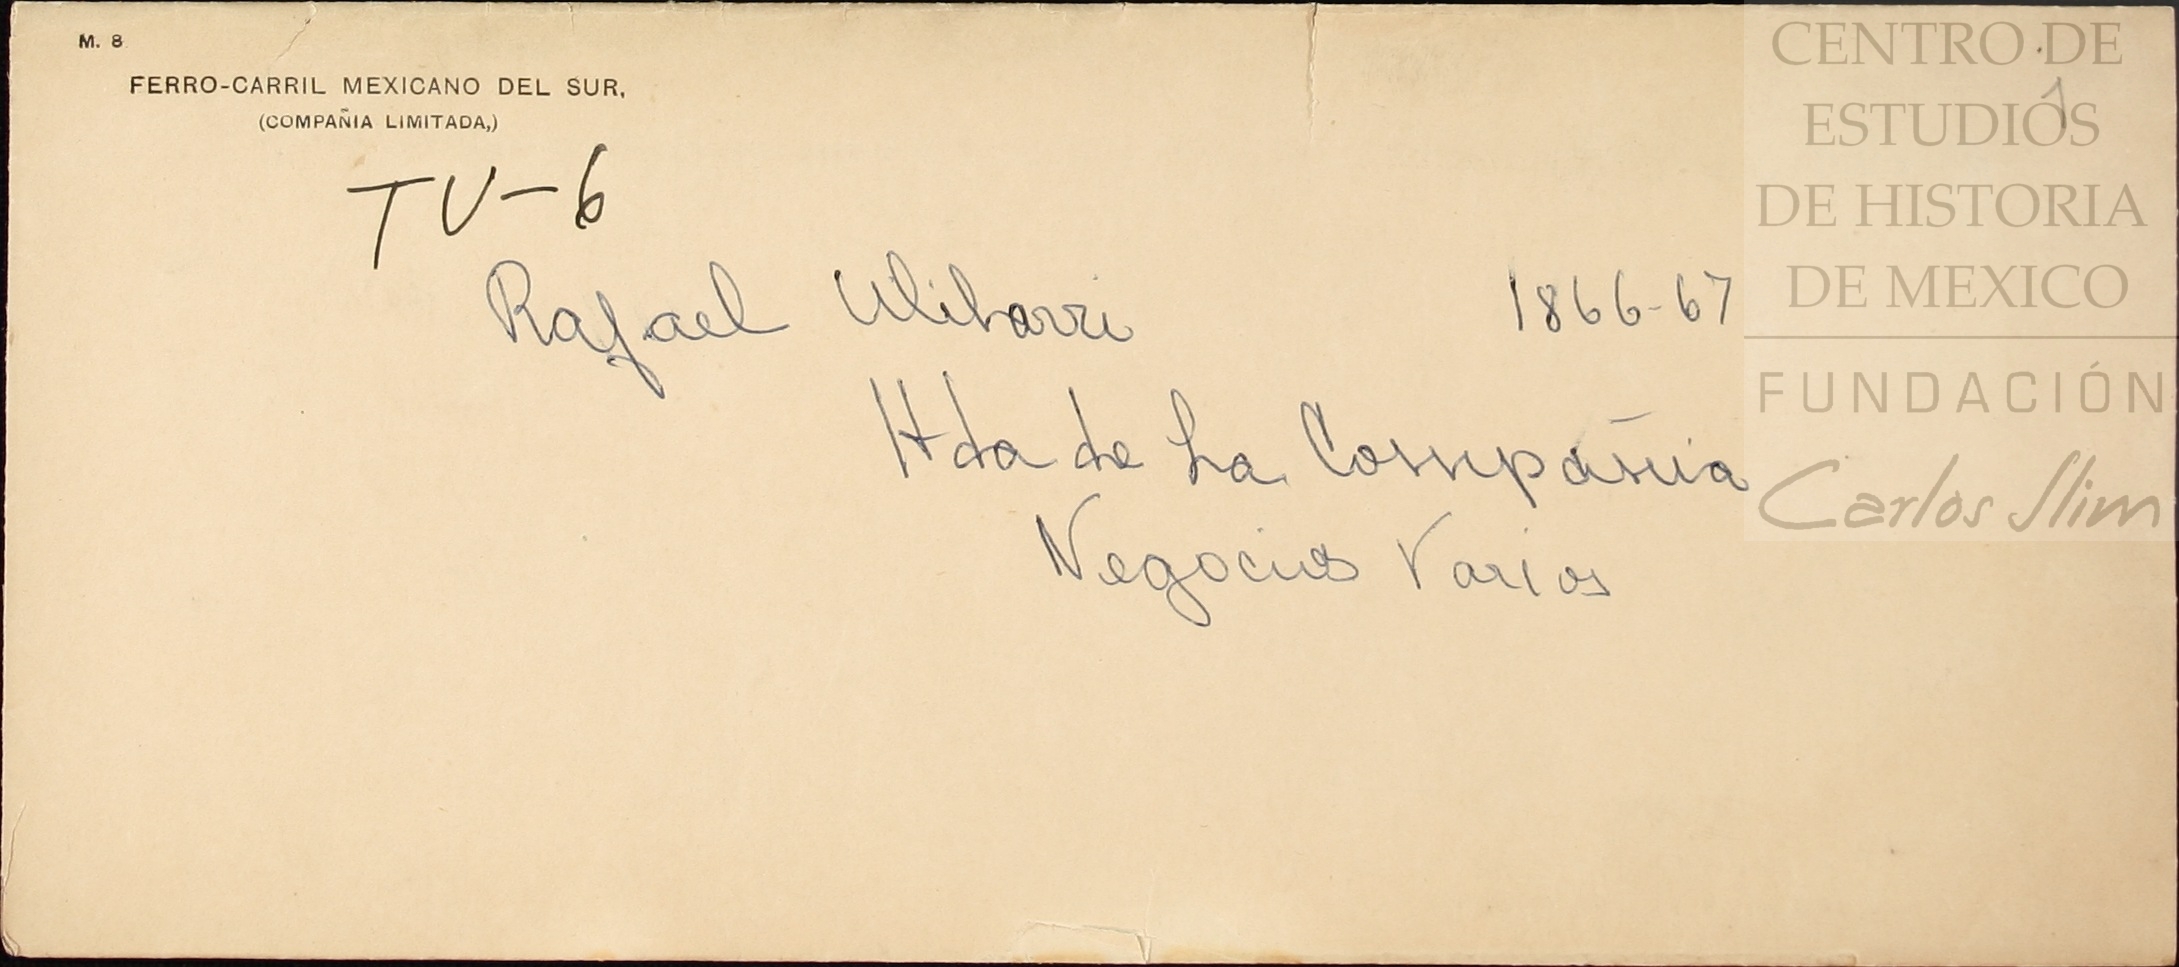 M. 8
FERRO-CARRIL MEXICANO DEL SUR,
(COMPAÑIA LIMITADA,)
TV-6
1
Rafael Ulibarri 1866-67
Hda de La Compañia
Negocios Varios
CENTRO DE
ESTUDIOS
DE HISTORIA
DE MEXICO
FUNDACIÓN
Carlos Slim